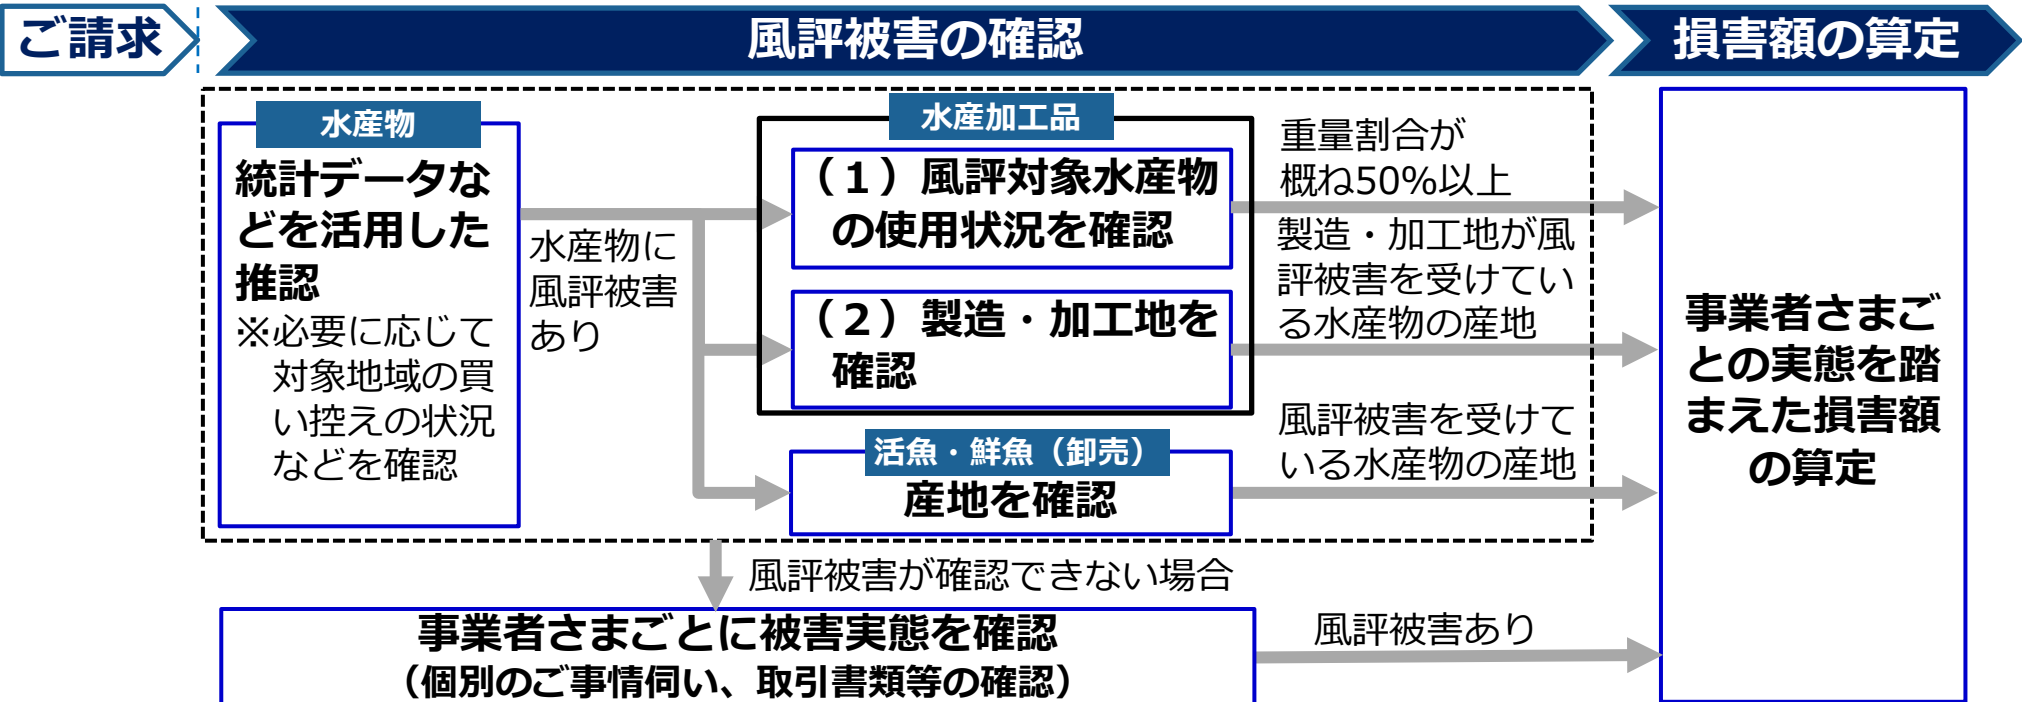 ご請求
風評被害の確認
損害額の算定
水産物
統計データな
どを活用した
推認
※必要に応じて
対象地域の買
い控えの状況
などを確認
水産物に
風評被害
あり
水産加工品
（１）風評対象水産物
の使用状況を確認
（２）製造・加工地を
確認
活魚・鮮魚（卸売）
産地を確認
重量割合が
概ね50%以上
製造・加工地が風
評被害を受けてい
る水産物の産地
風評被害を受けて
いる水産物の産地
事業者さまご
との実態を踏
まえた損害額
の算定
風評被害が確認できない場合
事業者さまごとに被害実態を確認
（個別のご事情伺い、取引書類等の確認）
風評被害あり